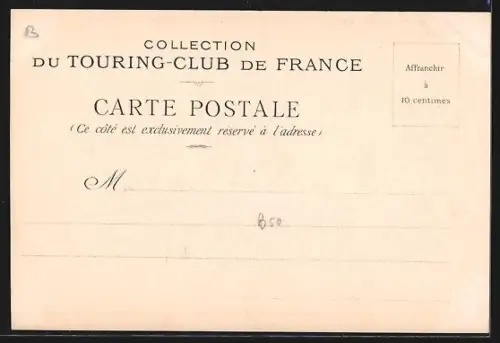 B
COLLECTION
DU TOURING-CLUB DE FRANCE
CARTE POSTALE
(Ce côté est exclusivement reservé à l'adresse)
Affranchir
à
10 centimes
M
B50